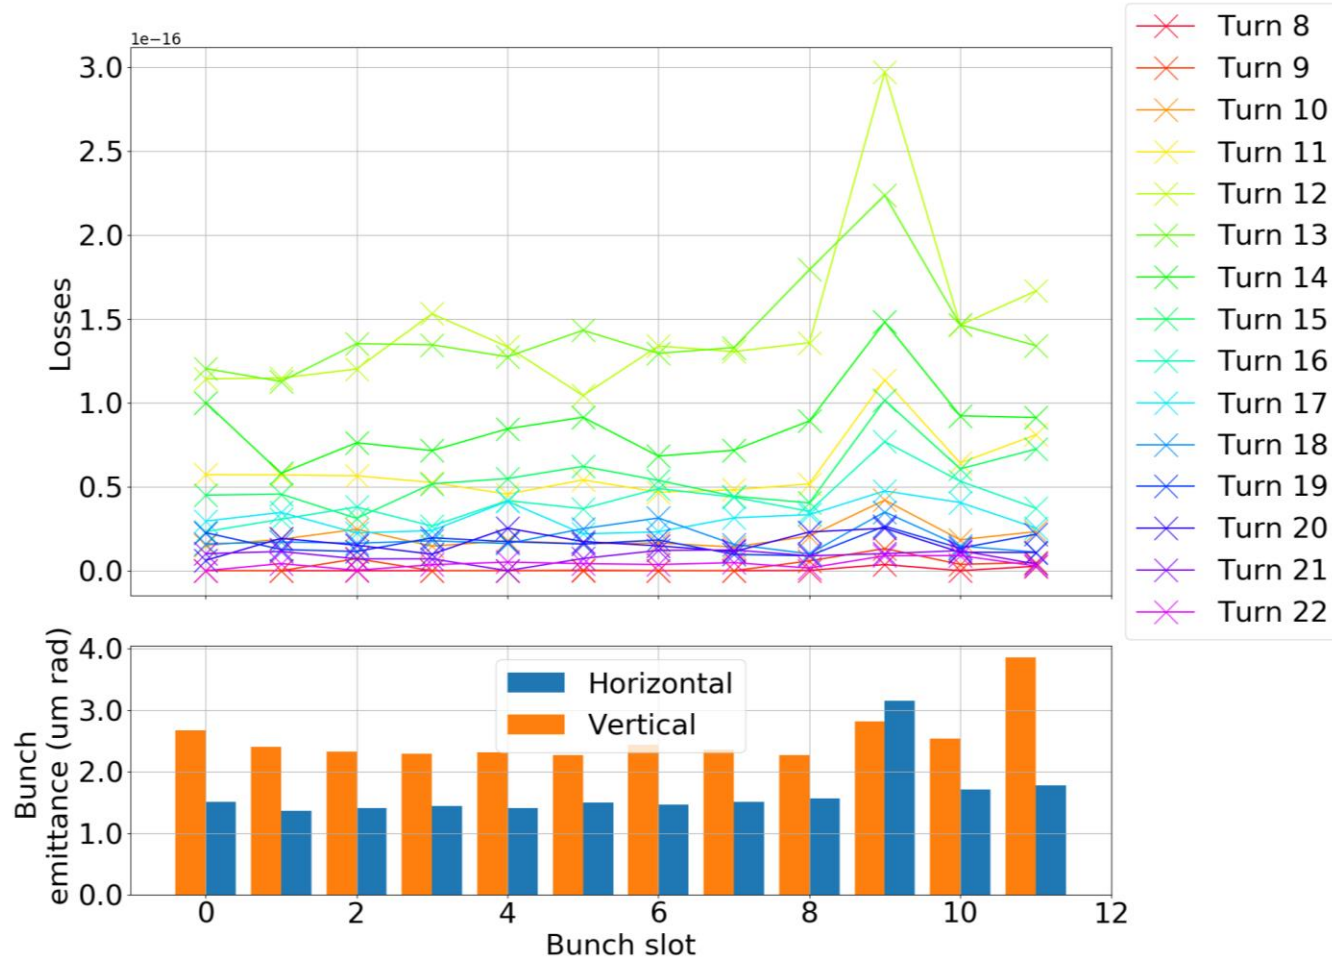 1e−16
3.0
2.5
2.0
1.5
1.0
0.5
0.0
Losses
Turn 8
Turn 9
Turn 10
Turn 11
Turn 12
Turn 13
Turn 14
Turn 15
Turn 16
Turn 17
Turn 18
Turn 19
Turn 20
Turn 21
Turn 22
4.0
3.0
2.0
1.0
0.0
Bunch
emittance (um rad)
Horizontal
Vertical
0 2 4 6 8 10 12
Bunch slot